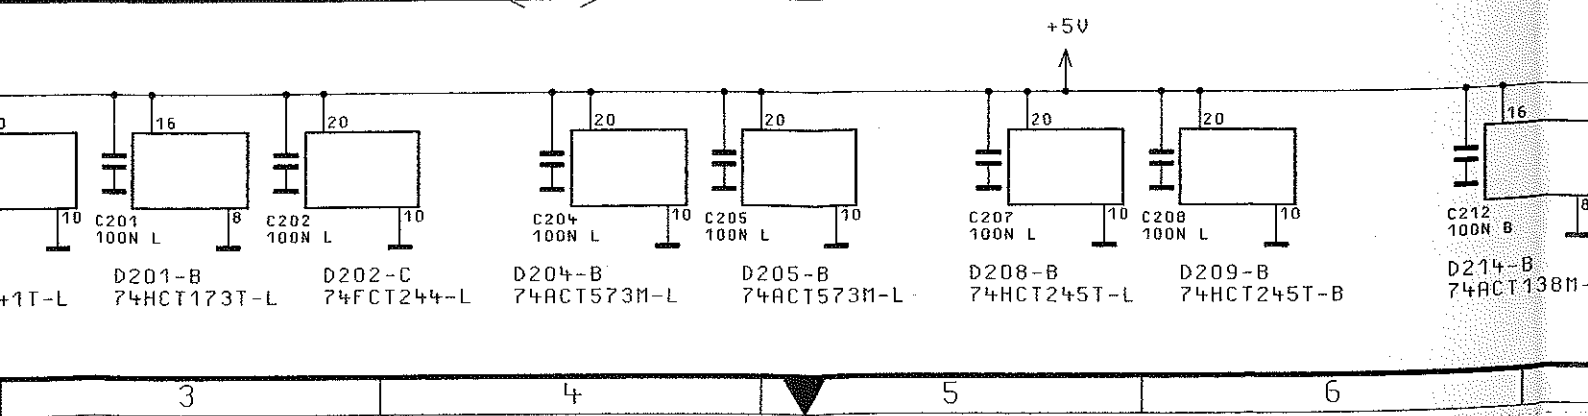 +5V
16
20
20
20
20
20
16
10
C201
100N L
8
C202
100N L
10
C204
100N L
10
C205
100N L
10
C207
100N L
10
C208
100N L
10
C212
100N B
8
D201-B
74HCT173T-L
D202-C
74FCT244-L
D204-B
74ACT573M-L
D205-B
74ACT573M-L
D208-B
74HCT245T-L
D209-B
74HCT245T-B
D214-B
74ACT138M-
1T-L
3
4
5
6